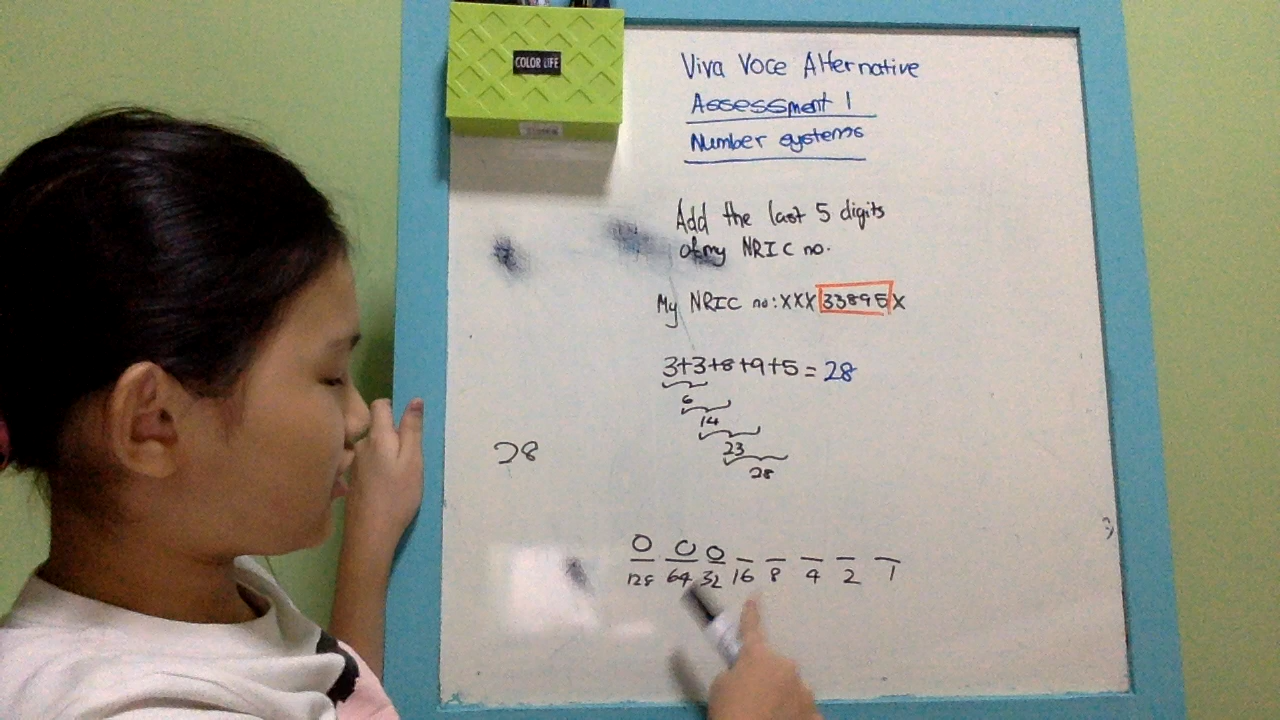 COLOR LIFE
Viva Voce Alternative
Assessment 1
Number systems
Add the last 5 digits
of my NRIC no.
My NRIC no: XXX 33895 X
3+3+8+9+5 = 28
6
14
23
28
28
0 0 0 _ _ _ _ _
128 64 32 16 8 4 2 1